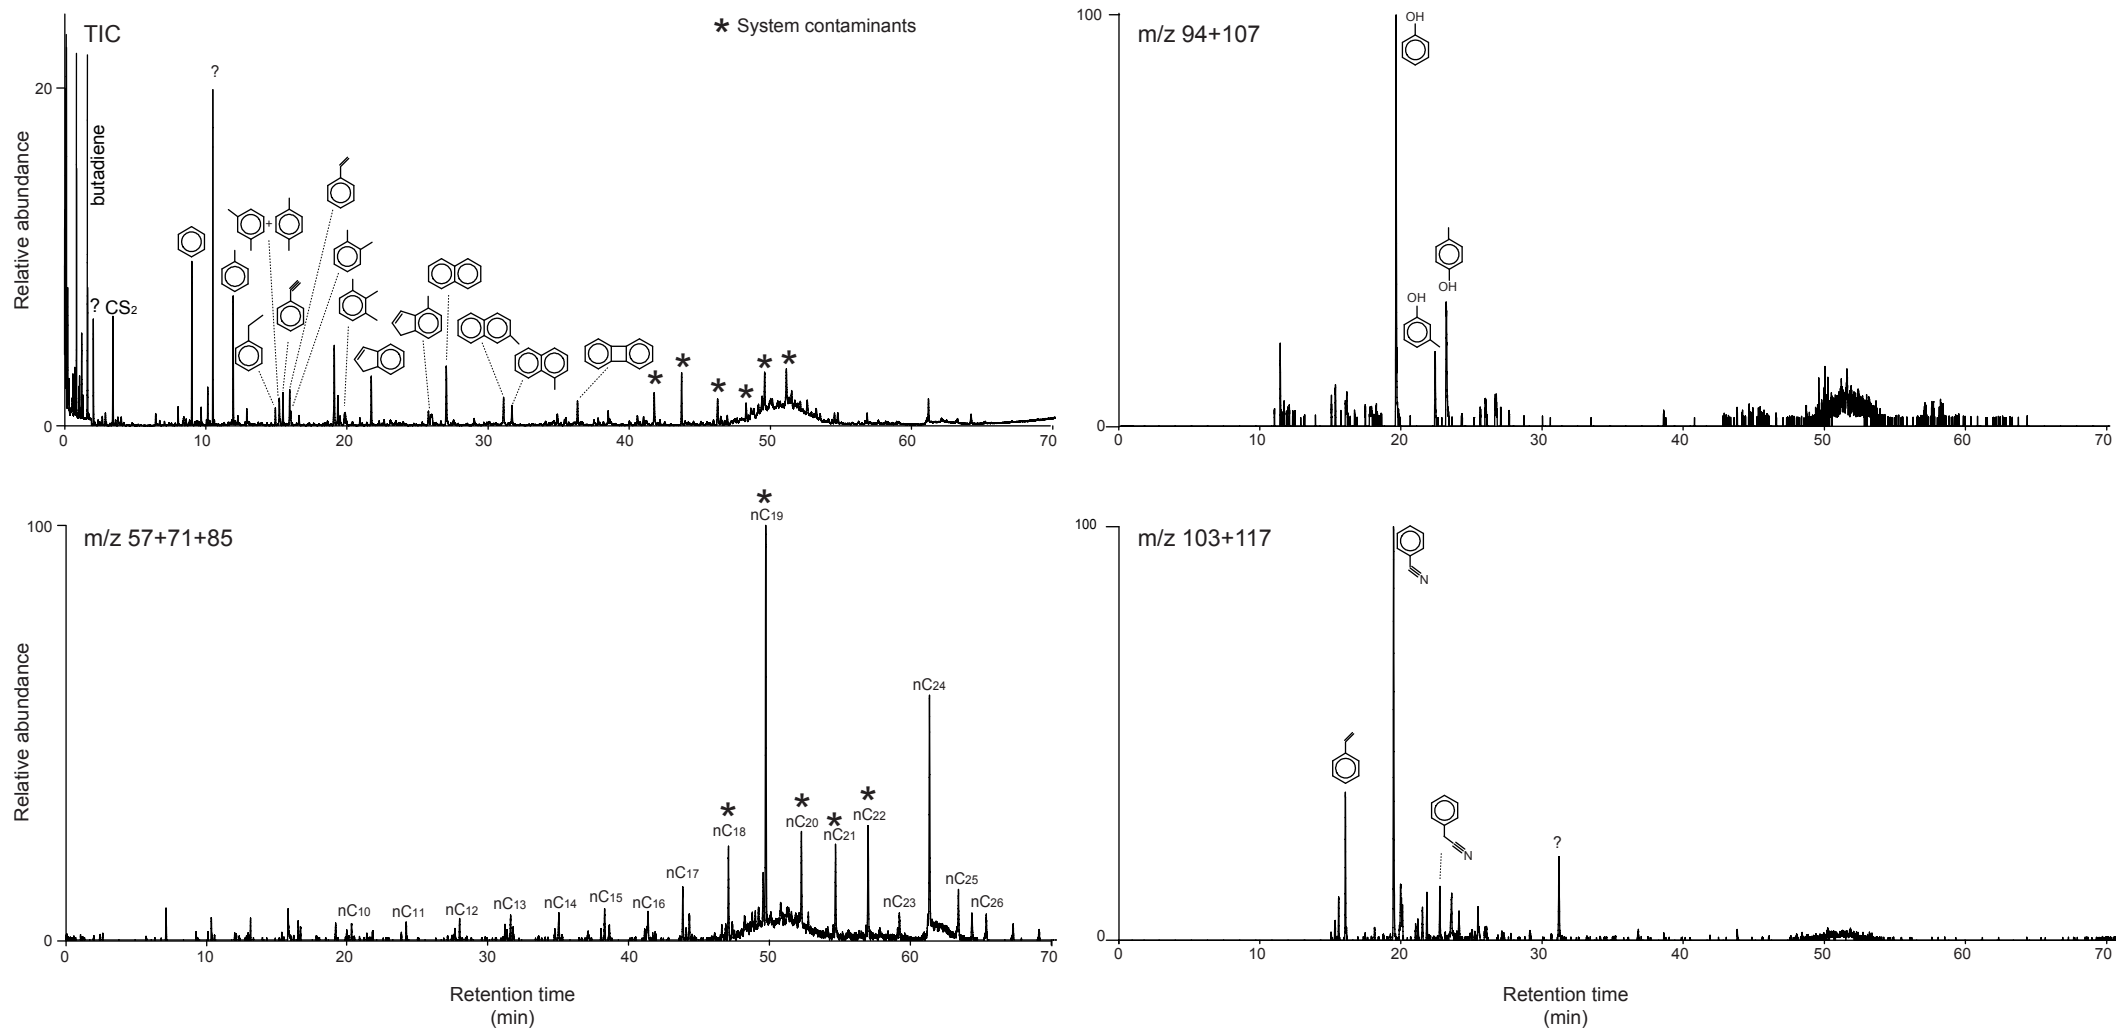 TIC
* System contaminants
Relative abundance
20
0
butadiene
?
? CS2
+
* * * * * *
0 10 20 30 40 50 60 70
m/z 94+107
100
0
OH
OH
OH
0 10 20 30 40 50 60 70
m/z 57+71+85
Relative abundance
100
0
nC10
nC11
nC12
nC13
nC14
nC15
nC16
nC17
*
nC18
*
nC19
*
nC20
*
nC21
*
nC22
nC23
nC24
nC25
nC26
0 10 20 30 40 50 60 70
Retention time
(min)
m/z 103+117
100
0
N
N
?
0 10 20 30 40 50 60 70
Retention time
(min)